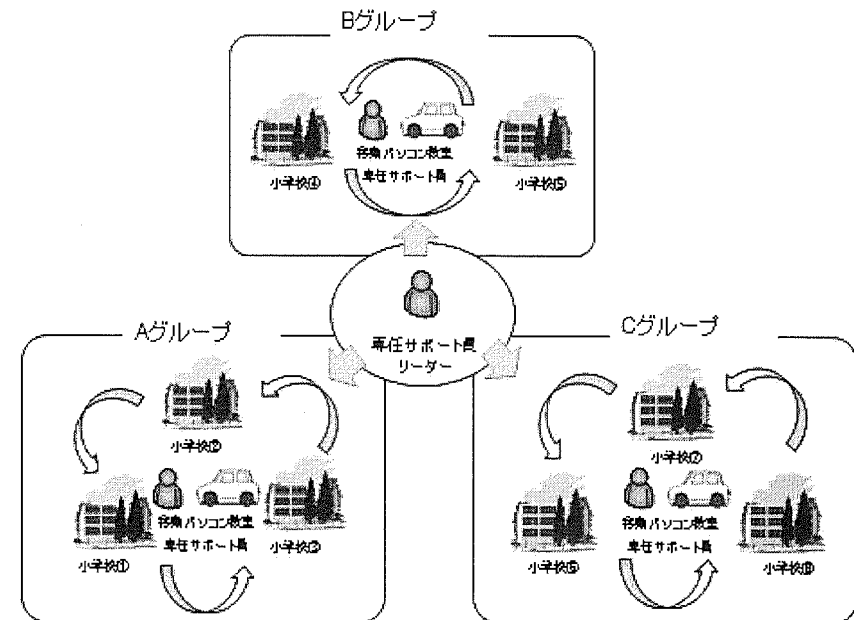 Bグループ
移動パソコン教室
専任サポート員
小学校④
小学校⑤
専任サポート員
リーダー
Aグループ
小学校②
移動パソコン教室
専任サポート員
小学校①
小学校③
Cグループ
小学校⑦
移動パソコン教室
専任サポート員
小学校⑥
小学校⑧